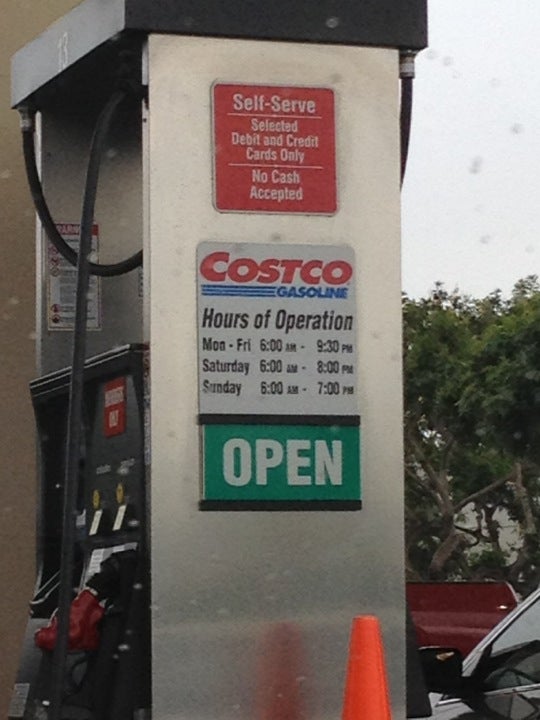 13
Self-Serve
Selected
Debit and Credit
Cards Only
No Cash
Accepted
COSTCO
GASOLINE
Hours of Operation
Mon - Fri 6:00 AM - 9:30 PM
Saturday 6:00 AM - 8:00 PM
Sunday 6:00 AM - 7:00 PM
OPEN